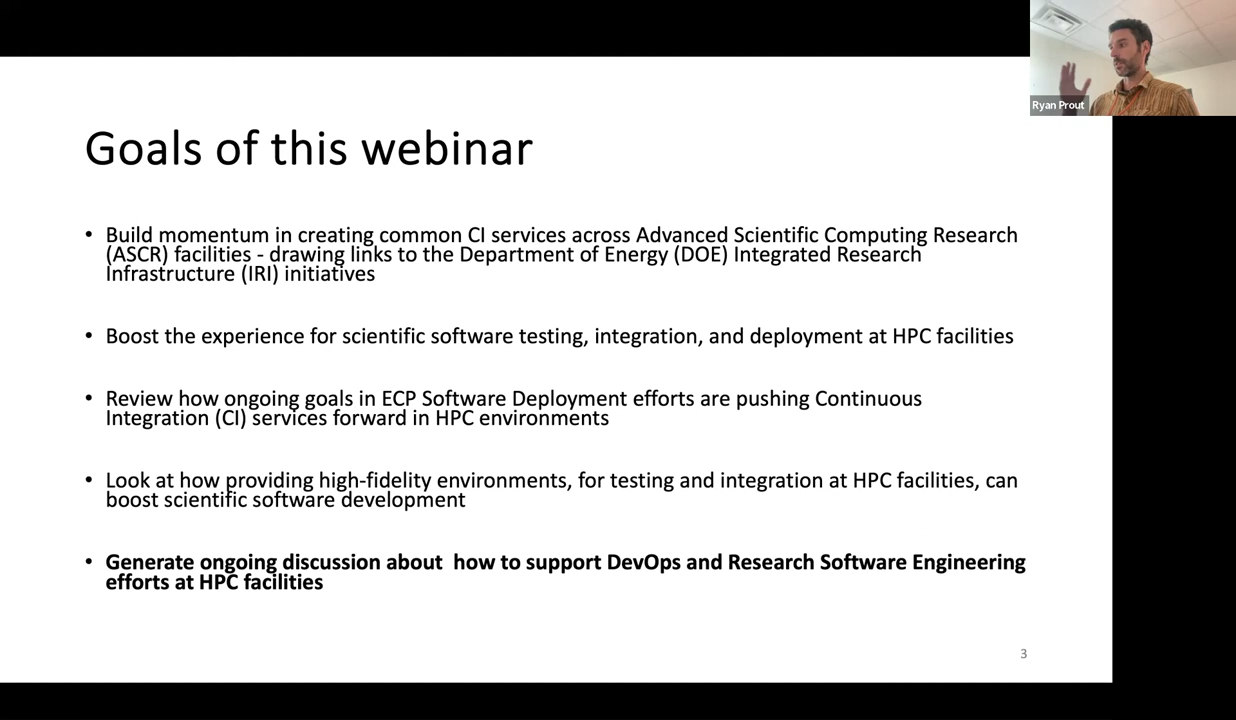 Ryan Prout
Goals of this webinar
• Build momentum in creating common CI services across Advanced Scientific Computing Research
(ASCR) facilities - drawing links to the Department of Energy (DOE) Integrated Research
Infrastructure (IRI) initiatives
• Boost the experience for scientific software testing, integration, and deployment at HPC facilities
• Review how ongoing goals in ECP Software Deployment efforts are pushing Continuous
Integration (CI) services forward in HPC environments
• Look at how providing high-fidelity environments, for testing and integration at HPC facilities, can
boost scientific software development
• Generate ongoing discussion about  how to support DevOps and Research Software Engineering
efforts at HPC facilities
3